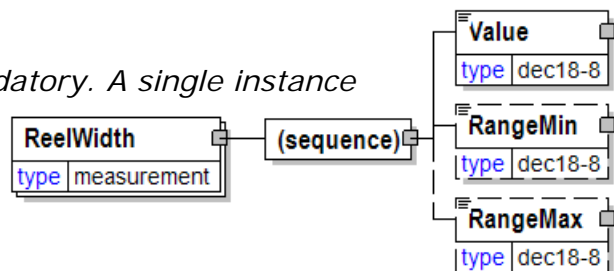 Value
type dec18-8
datory. A single instance
ReelWidth
type measurement
(sequence)
RangeMin
type dec18-8
RangeMax
type dec18-8